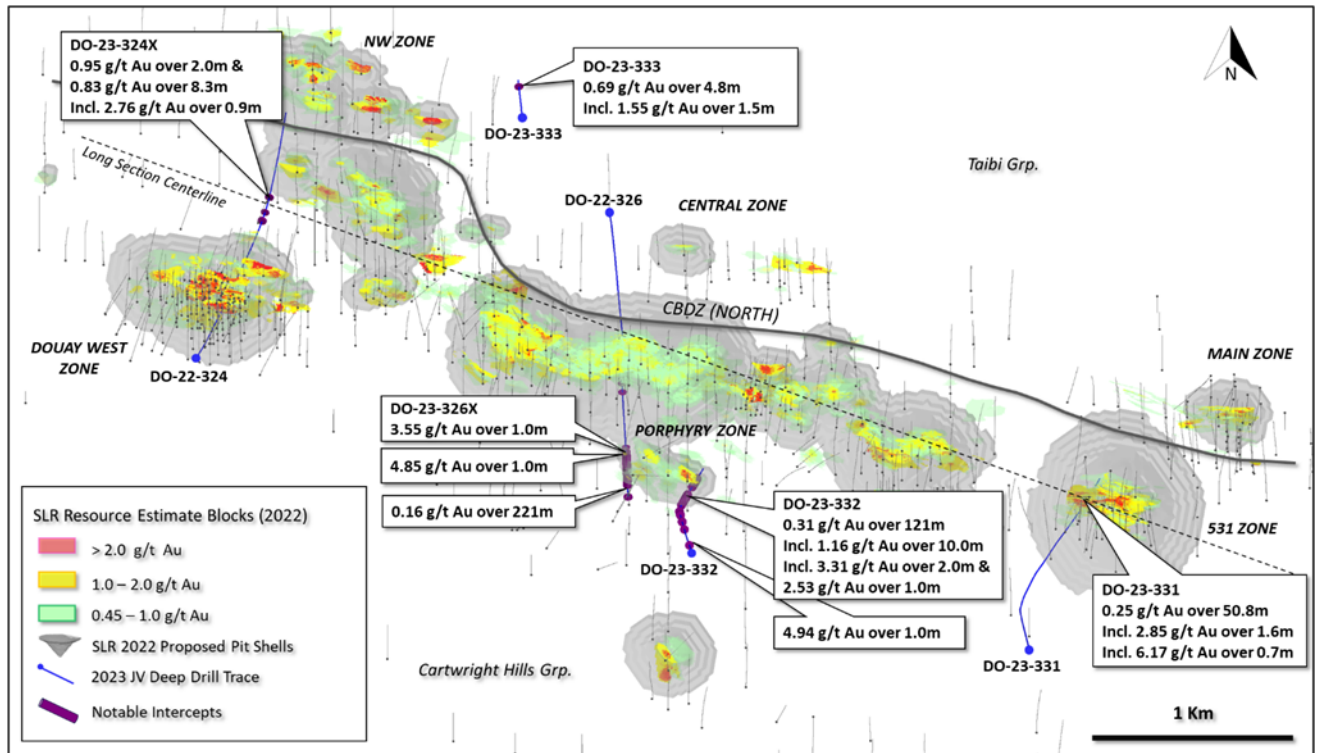 DO-23-324X
0.95 g/t Au over 2.0m &
0.83 g/t Au over 8.3m
Incl. 2.76 g/t Au over 0.9m
NW ZONE
DO-23-333
0.69 g/t Au over 4.8m
Incl. 1.55 g/t Au over 1.5m
DO-23-333
N
Taibi Grp.
Long Section Centerline
DO-22-326
CENTRAL ZONE
CBDZ (NORTH)
DOUAY WEST
ZONE
DO-22-324
MAIN ZONE
DO-23-326X
3.55 g/t Au over 1.0m
4.85 g/t Au over 1.0m
0.16 g/t Au over 221m
PORPHYRY ZONE
DO-23-332
0.31 g/t Au over 121m
Incl. 1.16 g/t Au over 10.0m
Incl. 3.31 g/t Au over 2.0m &
2.53 g/t Au over 1.0m
DO-23-332
4.94 g/t Au over 1.0m
531 ZONE
DO-23-331
0.25 g/t Au over 50.8m
Incl. 2.85 g/t Au over 1.6m
Incl. 6.17 g/t Au over 0.7m
DO-23-331
Cartwright Hills Grp.
SLR Resource Estimate Blocks (2022)
> 2.0 g/t Au
1.0 – 2.0 g/t Au
0.45 – 1.0 g/t Au
SLR 2022 Proposed Pit Shells
2023 JV Deep Drill Trace
Notable Intercepts
1 Km